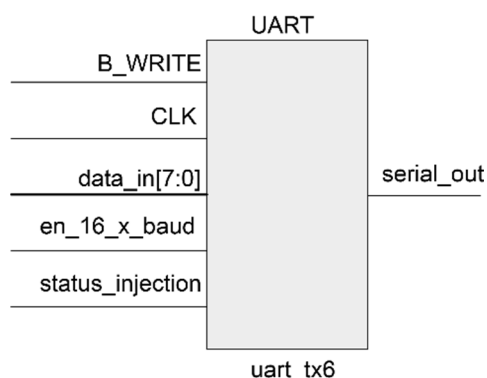 UART
B_WRITE
CLK
data_in[7:0]
en_16_x_baud
status_injection
serial_out
uart_tx6